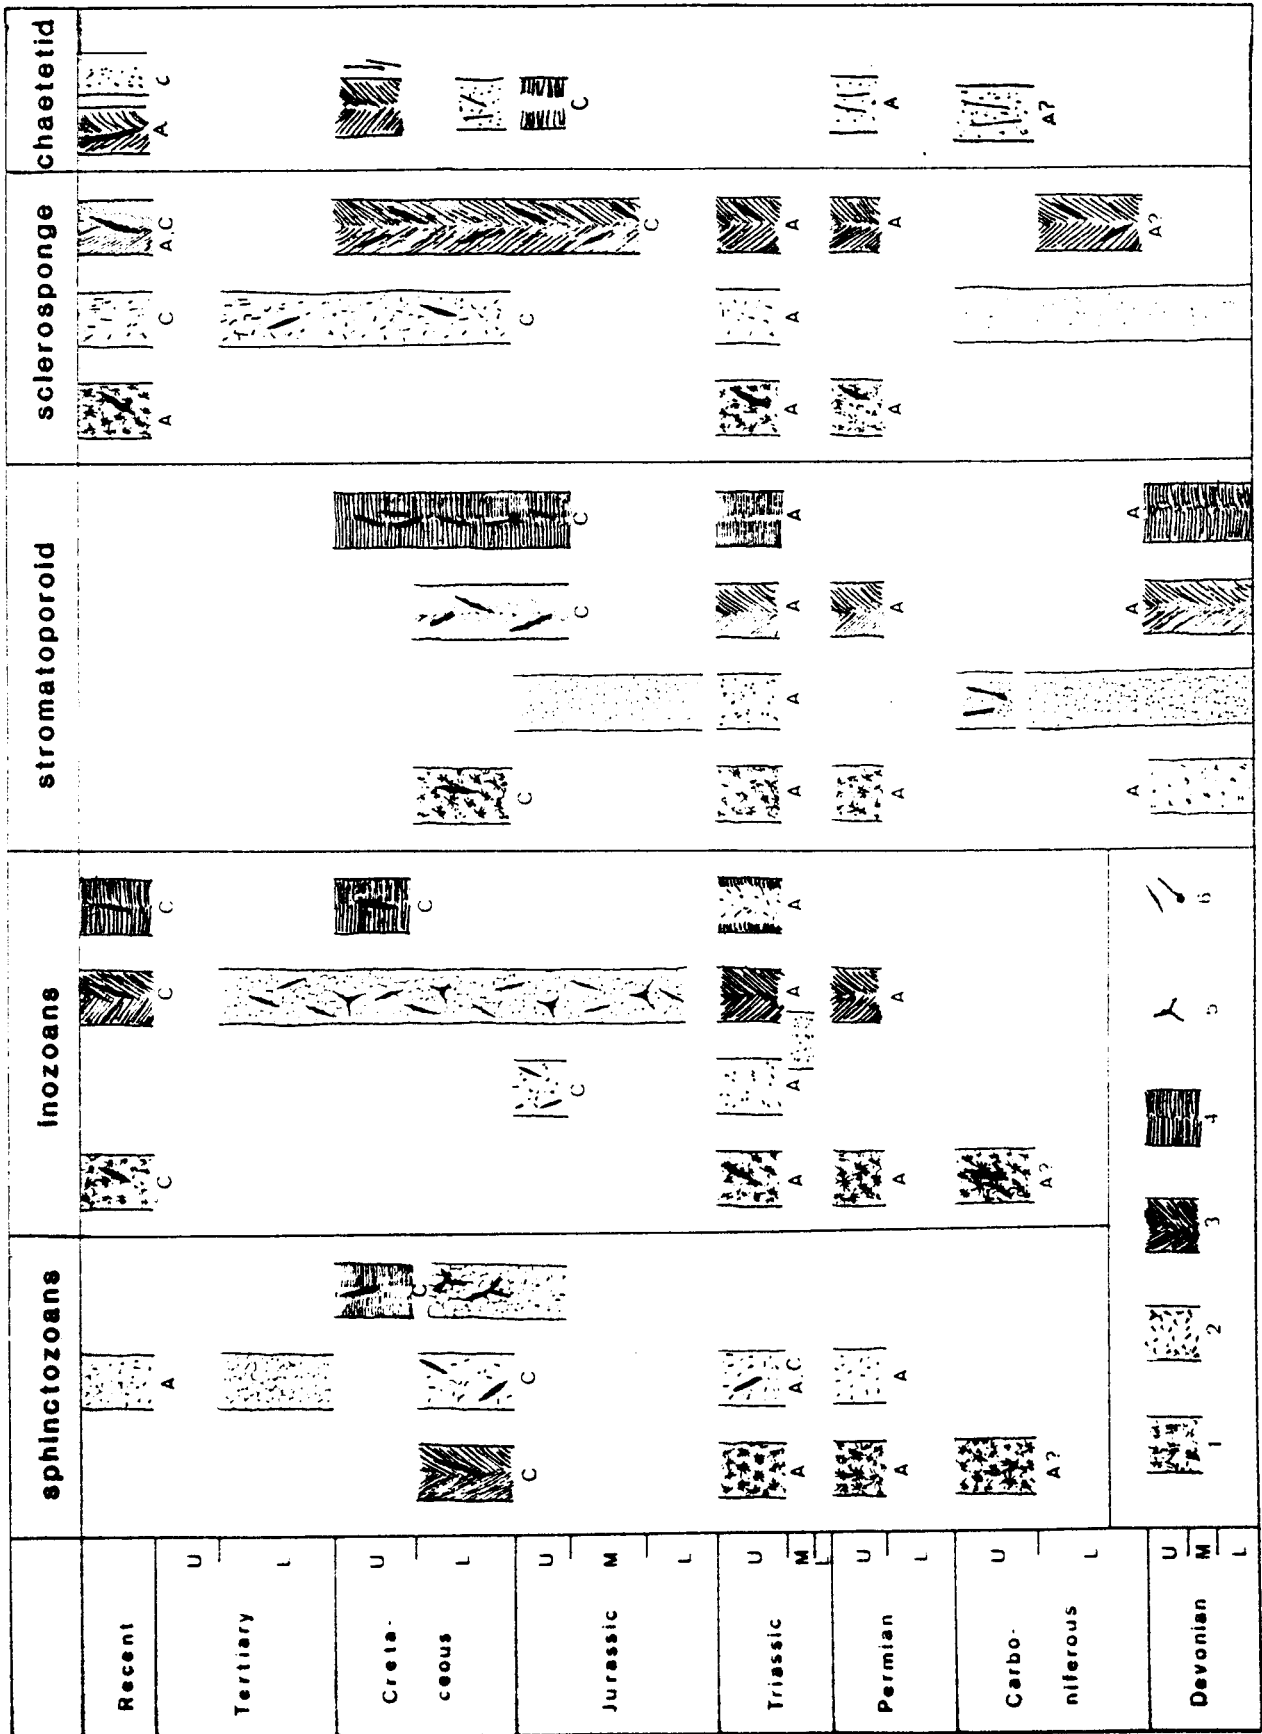 sphinctozoans inozoans stromatoporoid sclerosponge chaetetid
Recent
A
C
C
C
A
C
A,C
A
C
Tertiary
U
L
Creta-
ceous
U
L
C
C
C
C
C
C
C
Jurassic
U
M
L
C
C
C
C
C
Triassic
U
M
L
A
A,C
A
A
A
A
A
A
A
A
A
A
A
A
Permian
U
L
A
A
A
A
A
A
A
A
A
Carbo-
niferous
U
L
A?
A?
A?
A?
Devonian
U
M
L
A
A
A
1
2
3
4
5
6